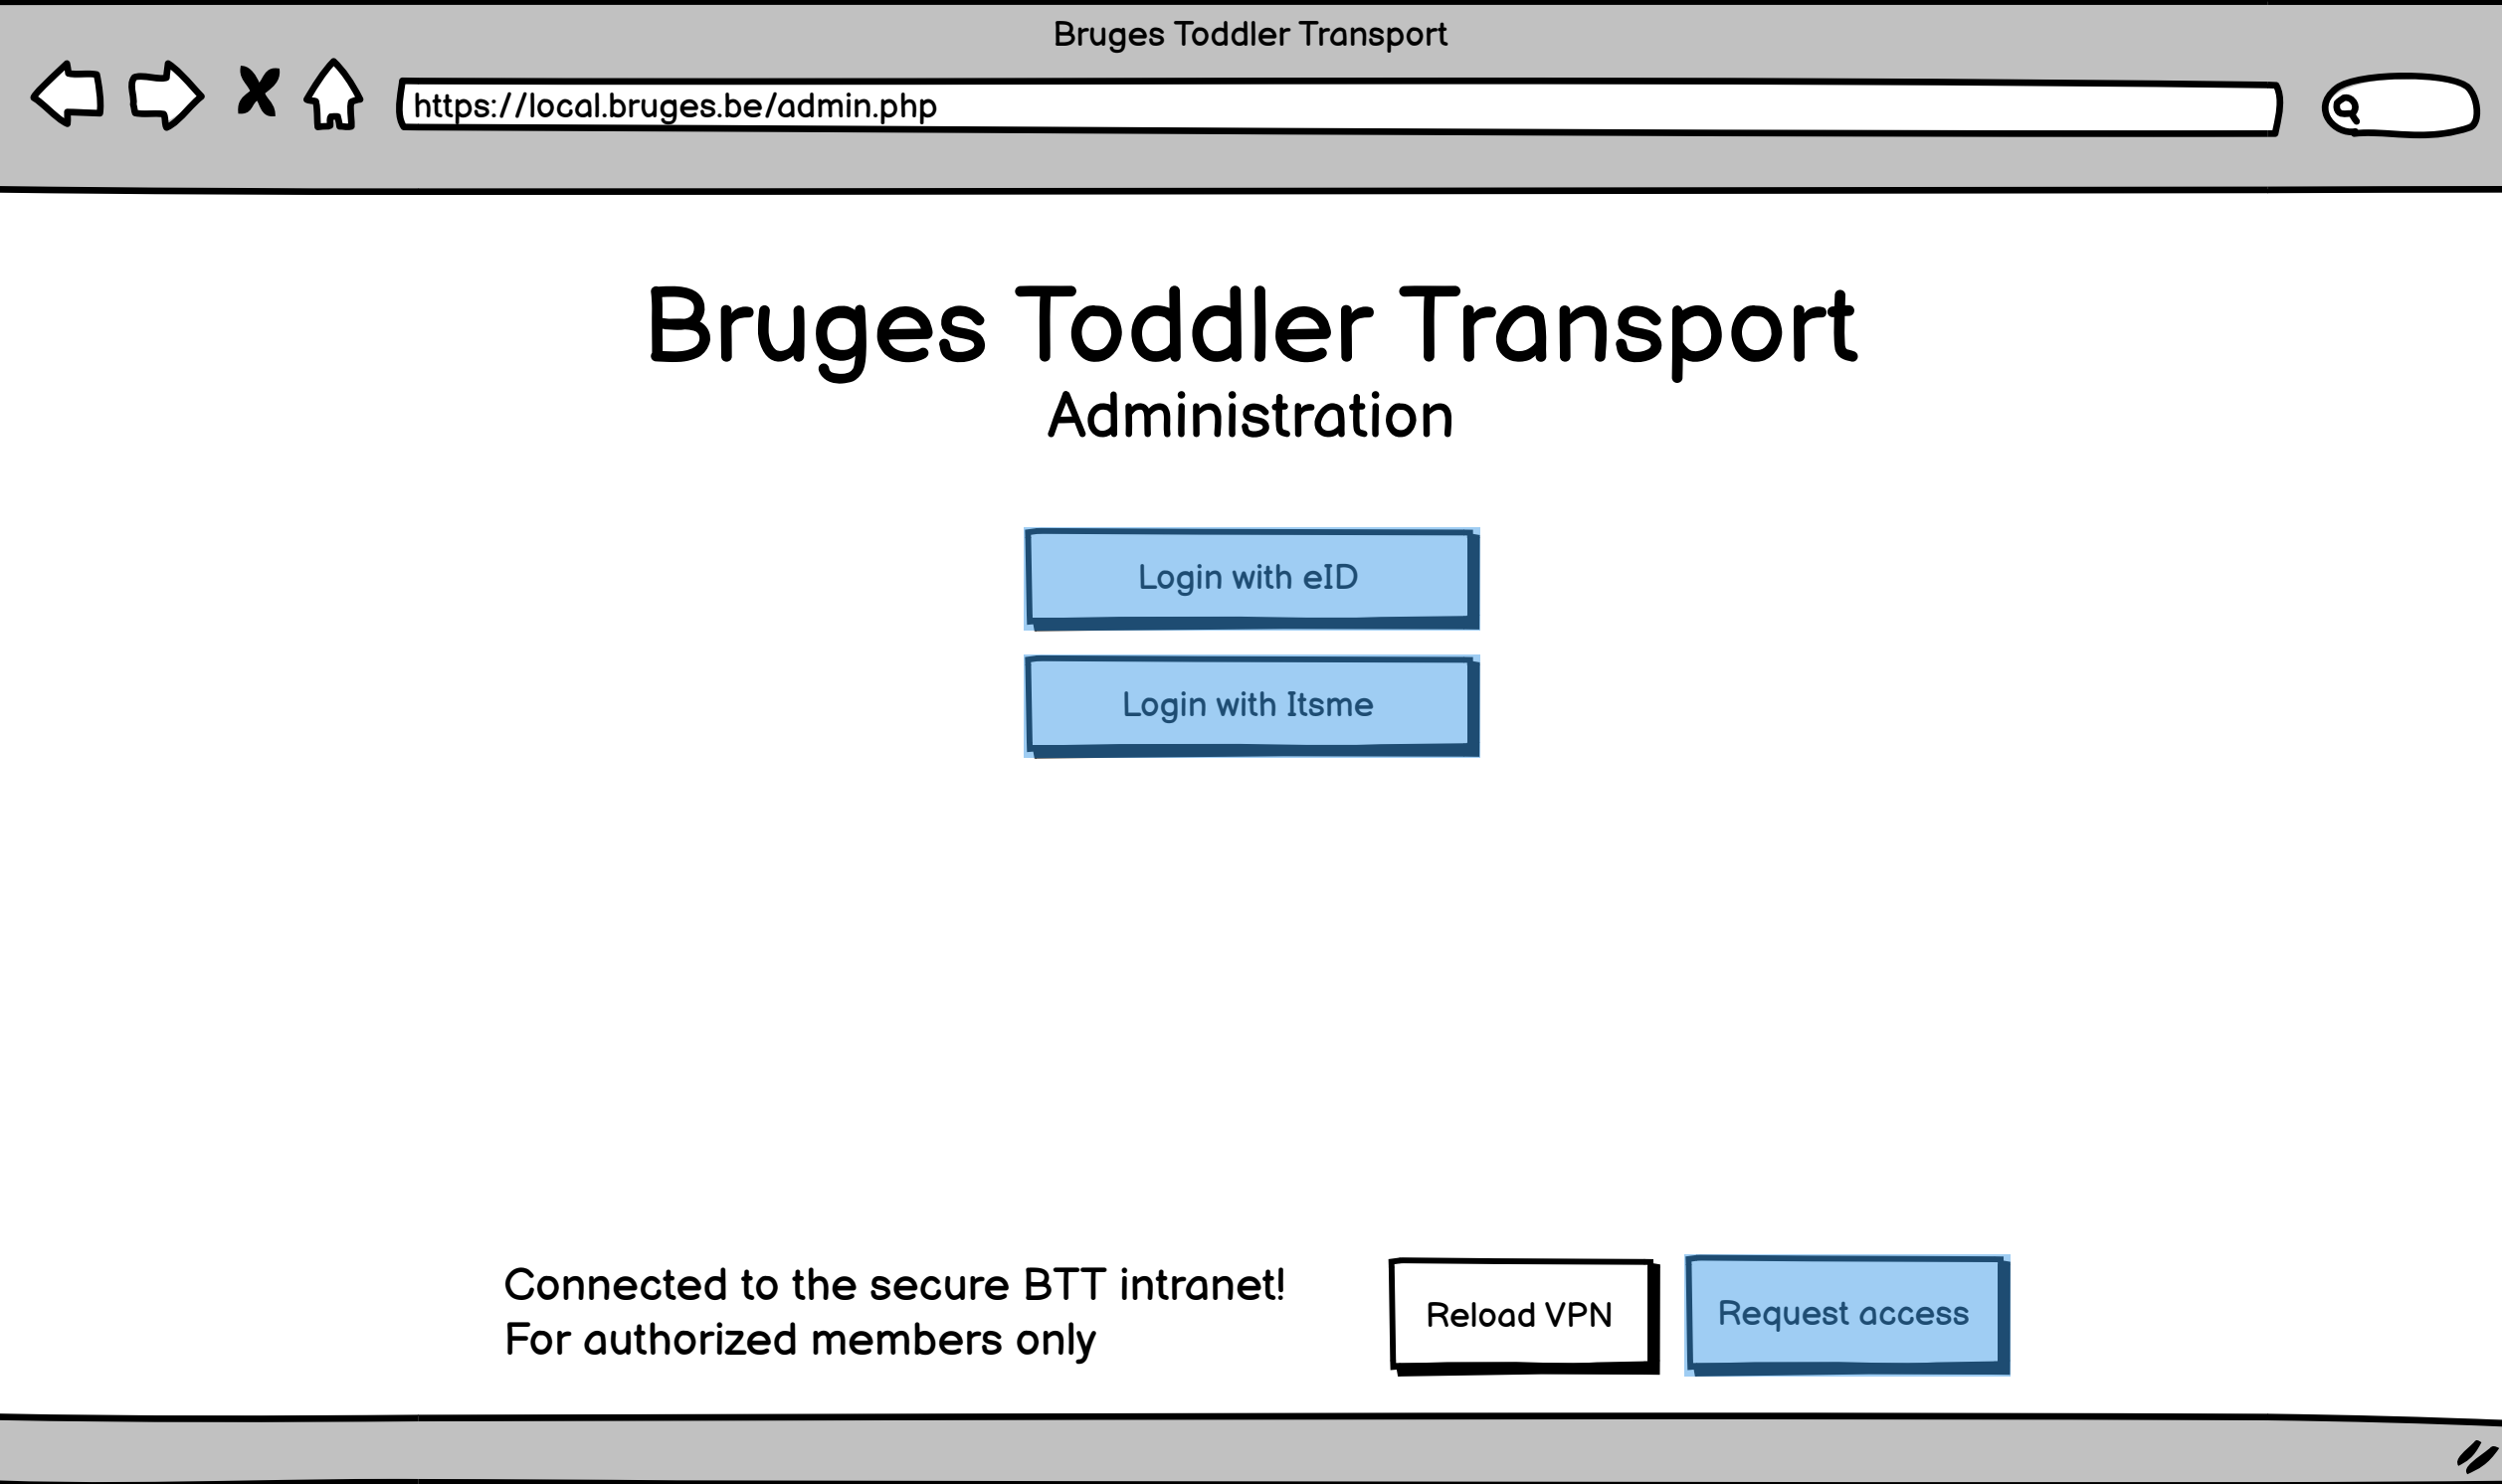 Bruges Toddler Transport
https://local.bruges.be/admin.php
Bruges Toddler Transport
Administration
Login with eID
Login with Itsme
Connected to the secure BTT intranet!
For authorized members only
Reload VPN
Request access